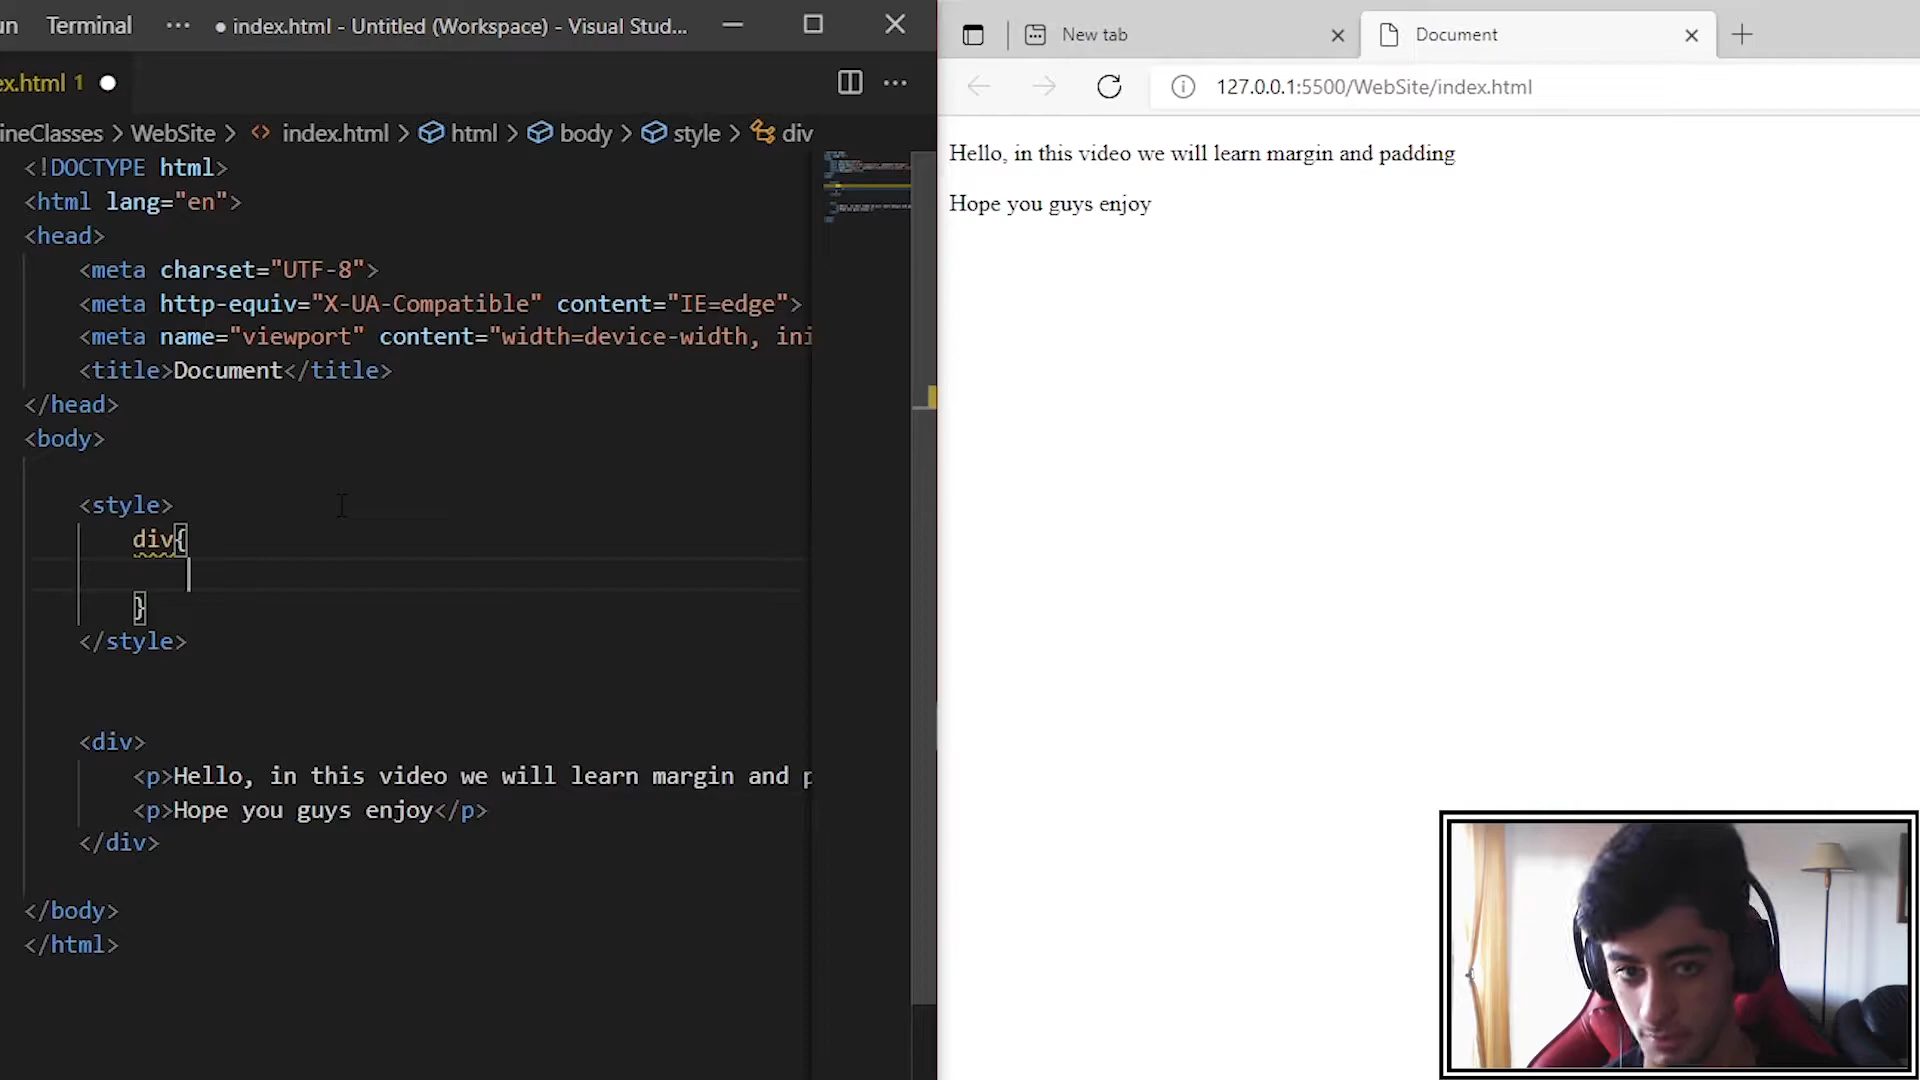 un Terminal ··· ● index.html - Untitled (Workspace) - Visual Stud...
ex.html 1
ineClasses > WebSite > index.html > html > body > style > div
<!DOCTYPE html>
<html lang="en">
<head>
<meta charset="UTF-8">
<meta http-equiv="X-UA-Compatible" content="IE=edge">
<meta name="viewport" content="width=device-width, ini
<title>Document</title>
</head>
<body>
<style>
div{
}
</style>
<div>
<p>Hello, in this video we will learn margin and p
<p>Hope you guys enjoy</p>
</div>
</body>
</html>
New tab
Document
127.0.0.1:5500/WebSite/index.html
Hello, in this video we will learn margin and padding
Hope you guys enjoy